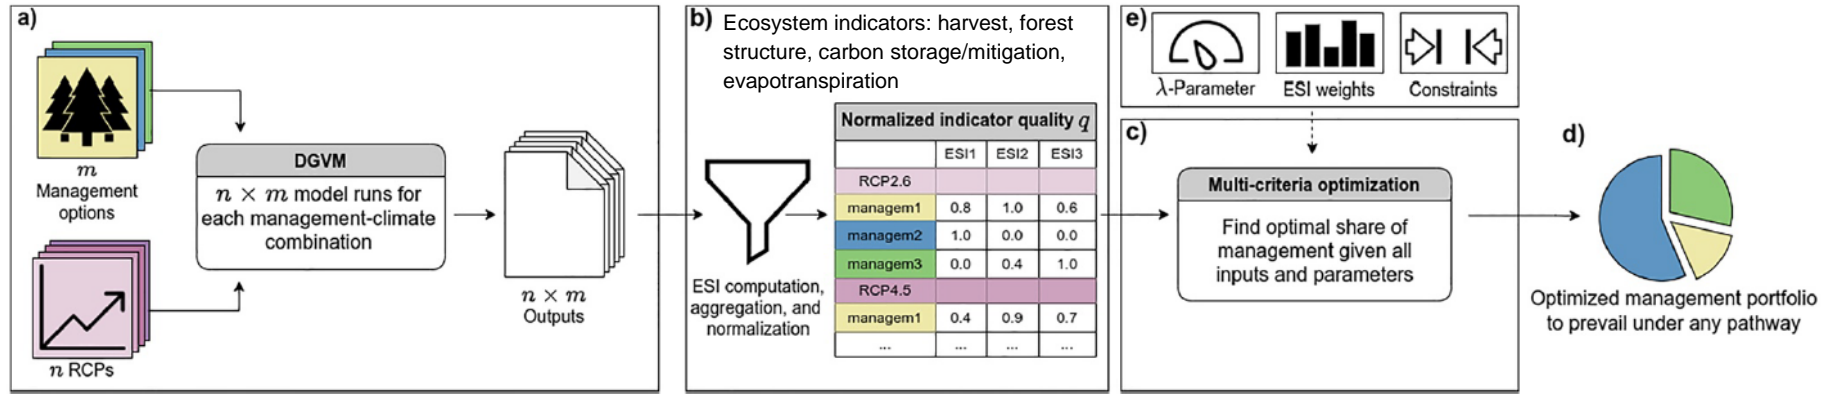 a)
m
Management
options
n RCPs
DGVM
n × m model runs for
each management-climate
combination
n × m
Outputs
b)
Ecosystem indicators: harvest, forest
structure, carbon storage/mitigation,
evapotranspiration
ESI computation,
aggregation, and
normalization
Normalized indicator quality q
ESI1 ESI2 ESI3
RCP2.6
managem1 0.8 1.0 0.6
managem2 1.0 0.0 0.0
managem3 0.0 0.4 1.0
RCP4.5
managem1 0.4 0.9 0.7
... ... ... ...
e)
λ-Parameter ESI weights Constraints
c)
Multi-criteria optimization
Find optimal share of
management given all
inputs and parameters
d)
Optimized management portfolio
to prevail under any pathway